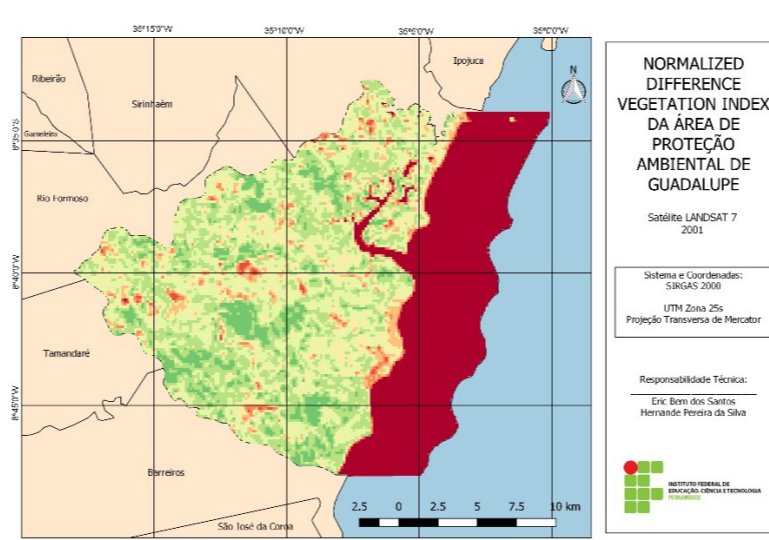 35°15'0"W
35°10'0"W
35°5'0"W
35°0'0"W
Ipojuca
N
Ribeirão
Sirinhaém
Gameleira
8°35'0"S
Rio Formoso
8°40'0"W
Tamandaré
8°45'0"W
Barreiros
São José da Coroa
2.5 0 2.5 5 7.5 10 km
NORMALIZED
DIFFERENCE
VEGETATION INDEX
DA ÁREA DE
PROTEÇÃO
AMBIENTAL DE
GUADALUPE
Satélite LANDSAT 7
2001
Sistema e Coordenadas:
SIRGAS 2000
UTM Zona 25s
Projeção Transversa de Mercator
Responsabilidade Técnica:
Eric Bem dos Santos
Hernande Pereira da Silva
INSTITUTO FEDERAL DE
EDUCAÇÃO, CIÊNCIA E TECNOLOGIA
PERNAMBUCO